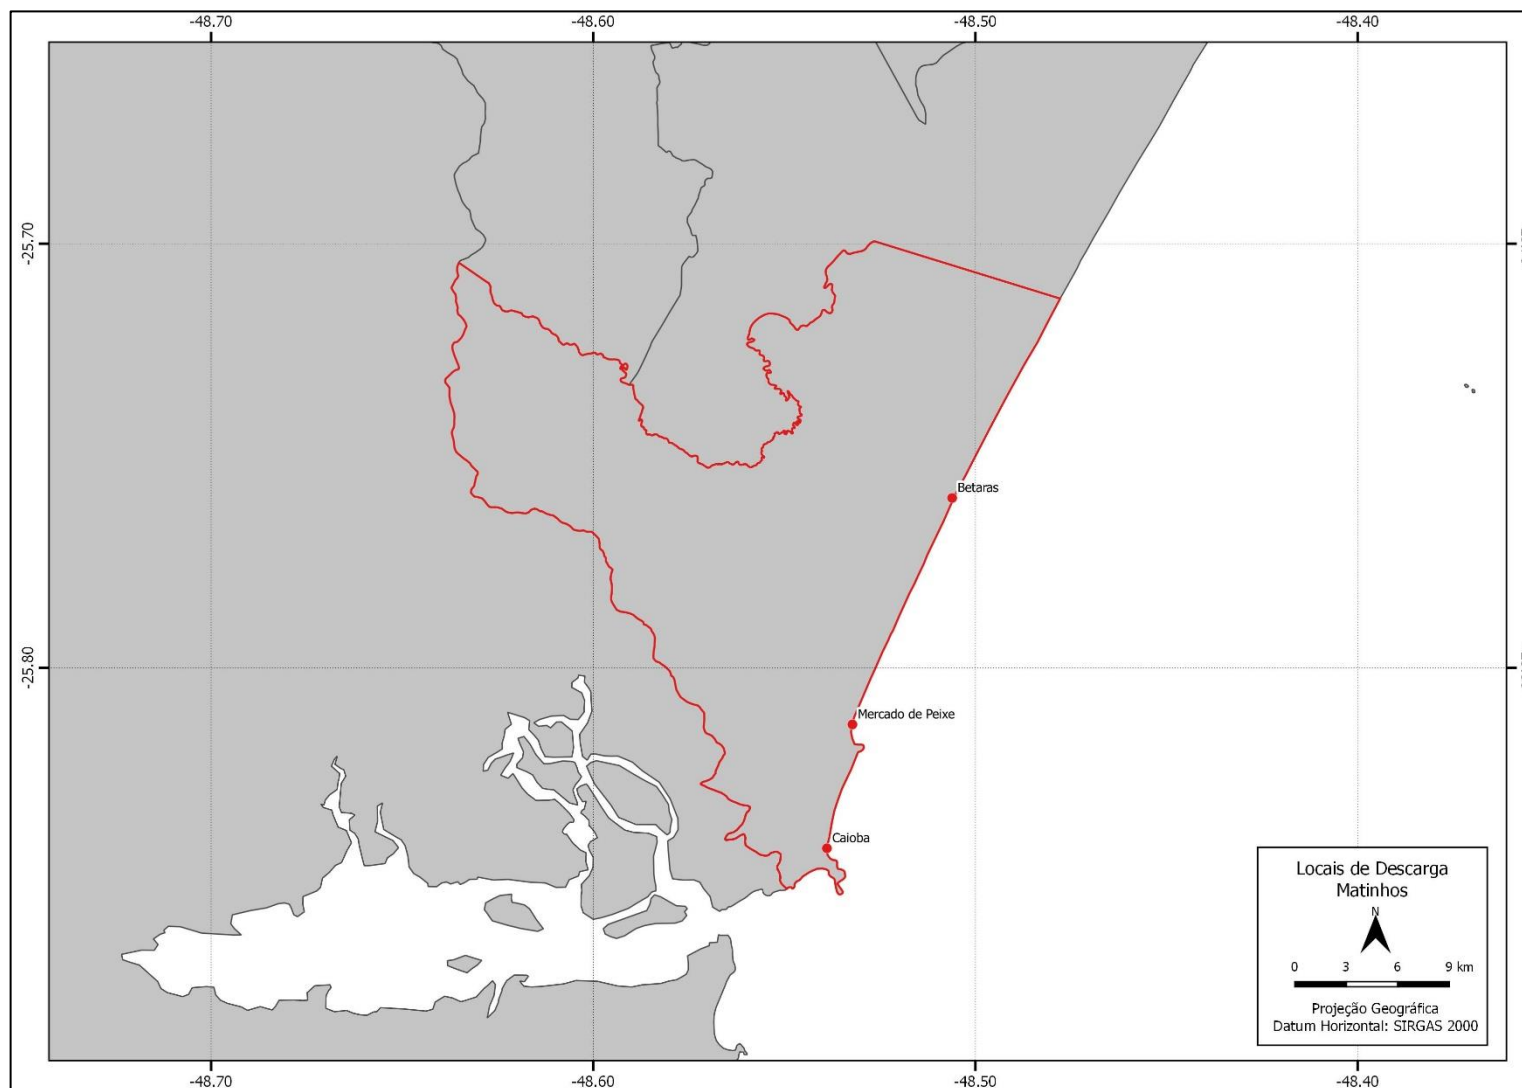 -48.70 -48.60 -48.50 -48.40
-25.70
Betaras
-25.80
Mercado de Peixe
Caioba
Locais de Descarga
Matinhos
N
0 3 6 9 km
Projeção Geográfica
Datum Horizontal: SIRGAS 2000
-48.70 -48.60 -48.50 -48.40